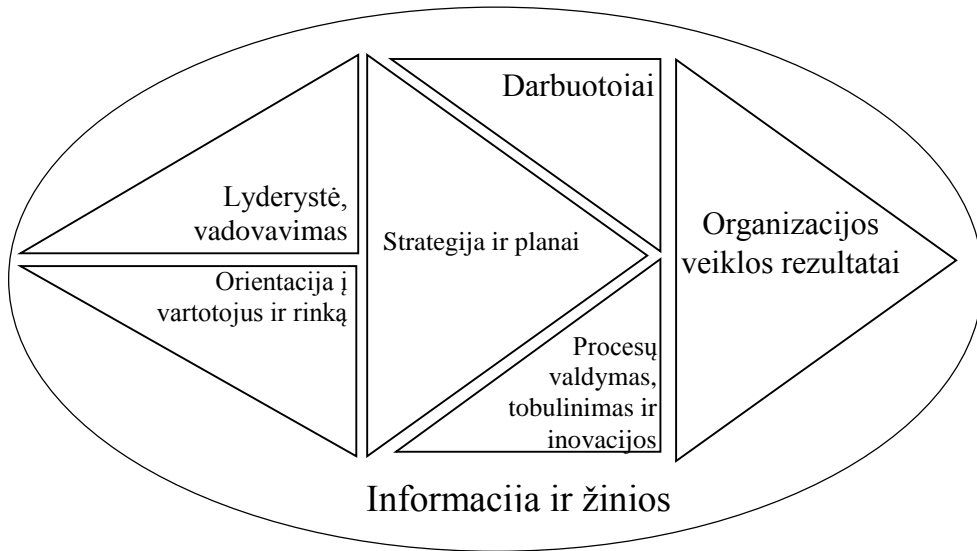 Darbuotojai
Lyderystė,
vadovavimas
Strategija ir planai
Organizacijos
veiklos rezultatai
Orientacija į
vartotojus ir rinką
Procesų
valdymas,
tobulinimas ir
inovacijos
Informacija ir žinios